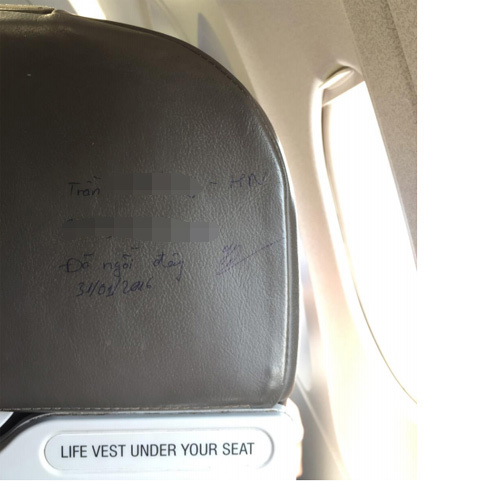 Trần - HN
Đã ngồi đây
31/01/2016
LIFE VEST UNDER YOUR SEAT